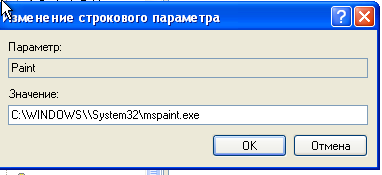 Изменение строкового параметра
Параметр:
Paint
Значение:
C:\WINDOWS\\System32\mspaint.exe
OK
Отмена